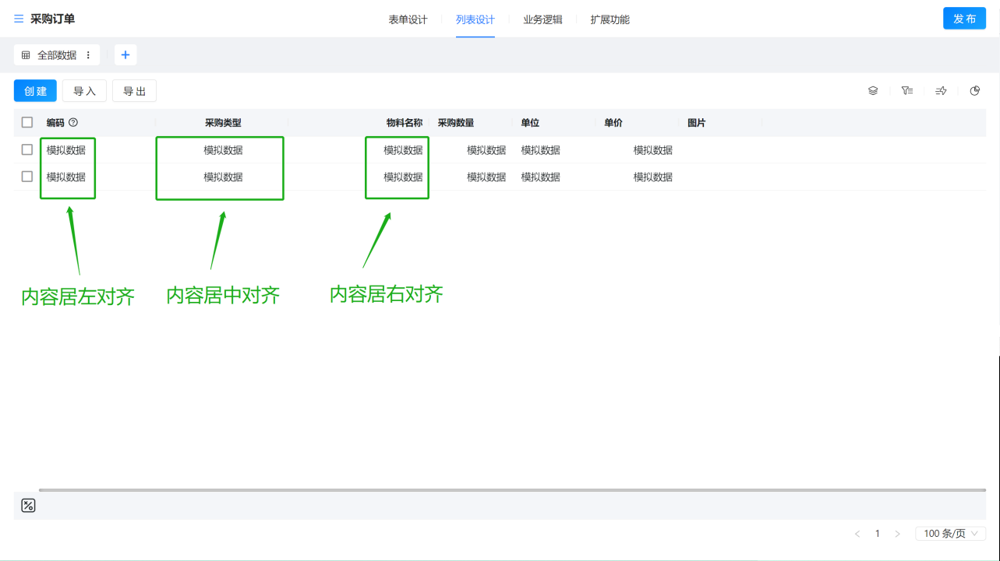 采购订单 表单设计 列表设计 业务逻辑 扩展功能 发布
全部数据
创建 导入 导出
编码 采购类型 物料名称 采购数量 单位 单价 图片
模拟数据 模拟数据 模拟数据 模拟数据 模拟数据 模拟数据
模拟数据 模拟数据 模拟数据 模拟数据 模拟数据 模拟数据
内容居左对齐 内容居中对齐 内容居右对齐
< 1 > 100 条/页